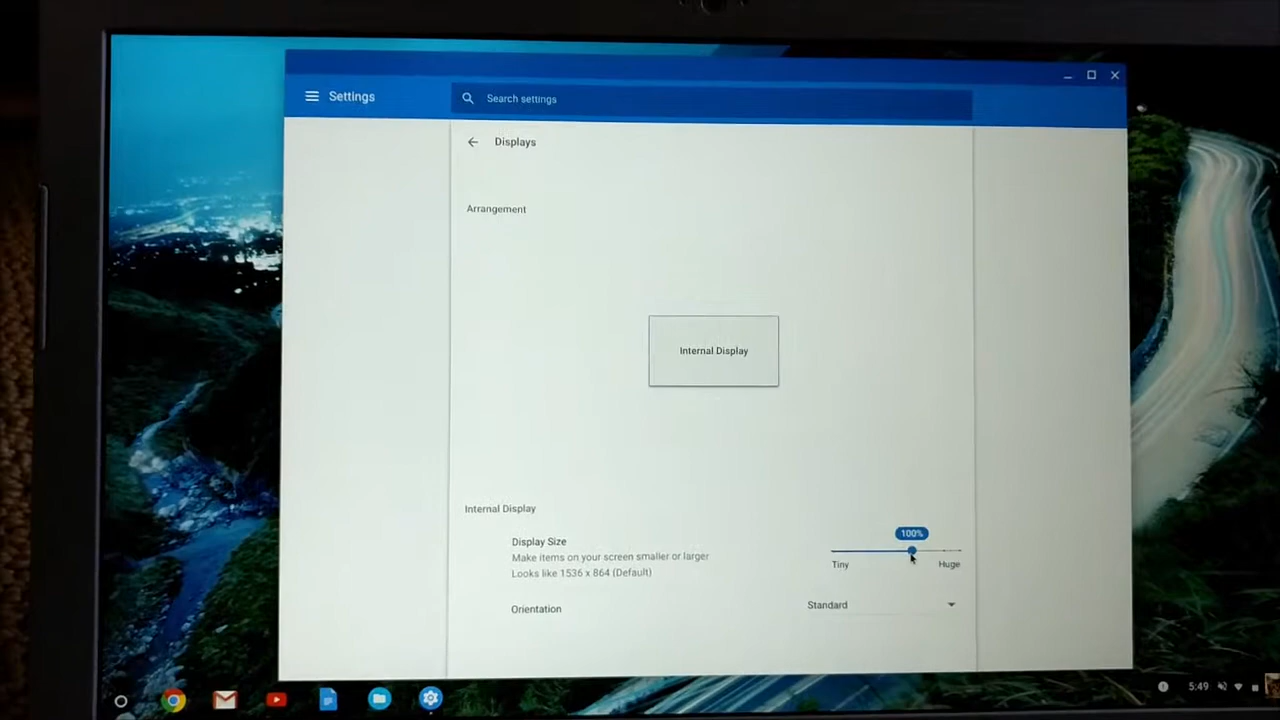 Settings
Search settings
Displays
Arrangement
Internal Display
Internal Display
Display Size
Make items on your screen smaller or larger
Looks like 1536 x 864 (Default)
100%
Tiny
Huge
Orientation
Standard
5:49